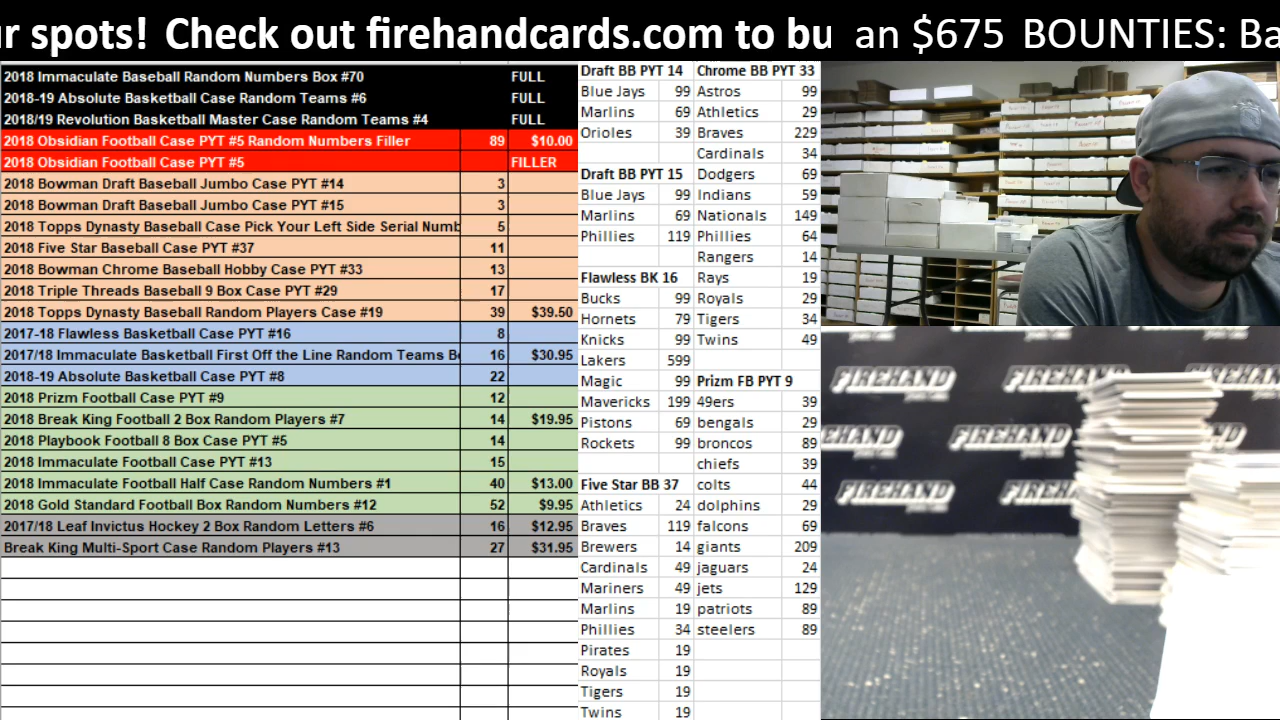 ur spots! Check out firehandcards.com to bu
an $675 BOUNTIES: Ba
2018 Immaculate Baseball Random Numbers Box #70 FULL
2018-19 Absolute Basketball Case Random Teams #6 FULL
2018/19 Revolution Basketball Master Case Random Teams #4 FULL
2018 Obsidian Football Case PYT #5 Random Numbers Filler 89 $10.00
2018 Obsidian Football Case PYT #5 FILLER
2018 Bowman Draft Baseball Jumbo Case PYT #14 3
2018 Bowman Draft Baseball Jumbo Case PYT #15 3
2018 Topps Dynasty Baseball Case Pick Your Left Side Serial Numb 5
2018 Five Star Baseball Case PYT #37 11
2018 Bowman Chrome Baseball Hobby Case PYT #33 13
2018 Triple Threads Baseball 9 Box Case PYT #29 17
2018 Topps Dynasty Baseball Random Players Case #19 39 $39.50
2017-18 Flawless Basketball Case PYT #16 8
2017/18 Immaculate Basketball First Off the Line Random Teams Bo 16 $30.95
2018-19 Absolute Basketball Case PYT #8 22
2018 Prizm Football Case PYT #9 12
2018 Break King Football 2 Box Random Players #7 14 $19.95
2018 Playbook Football 8 Box Case PYT #5 14
2018 Immaculate Football Case PYT #13 15
2018 Immaculate Football Half Case Random Numbers #1 40 $13.00
2018 Gold Standard Football Box Random Numbers #12 52 $9.95
2017/18 Leaf Invictus Hockey 2 Box Random Letters #6 16 $12.95
Break King Multi-Sport Case Random Players #13 27 $31.95
Draft BB PYT 14
Blue Jays 99
Marlins 69
Orioles 39
Draft BB PYT 15
Blue Jays 99
Marlins 69
Phillies 119
Flawless BK 16
Bucks 99
Hornets 79
Knicks 99
Lakers 599
Magic 99
Mavericks 199
Pistons 69
Rockets 99
Five Star BB 37
Athletics 24
Braves 119
Brewers 14
Cardinals 49
Mariners 49
Marlins 19
Phillies 34
Pirates 19
Royals 19
Tigers 19
Twins 19
Chrome BB PYT 33
Astros 99
Athletics 29
Braves 229
Cardinals 34
Dodgers 69
Indians 59
Nationals 149
Phillies 64
Rangers 14
Rays 19
Royals 29
Tigers 34
Twins 49
Prizm FB PYT 9
49ers 39
bengals 29
broncos 89
chiefs 39
colts 44
dolphins 29
falcons 69
giants 209
jaguars 24
jets 129
patriots 89
steelers 89
FIREHAND FIREHAND
EHAND FIREHAND ND
FIREHAND FIREHAND